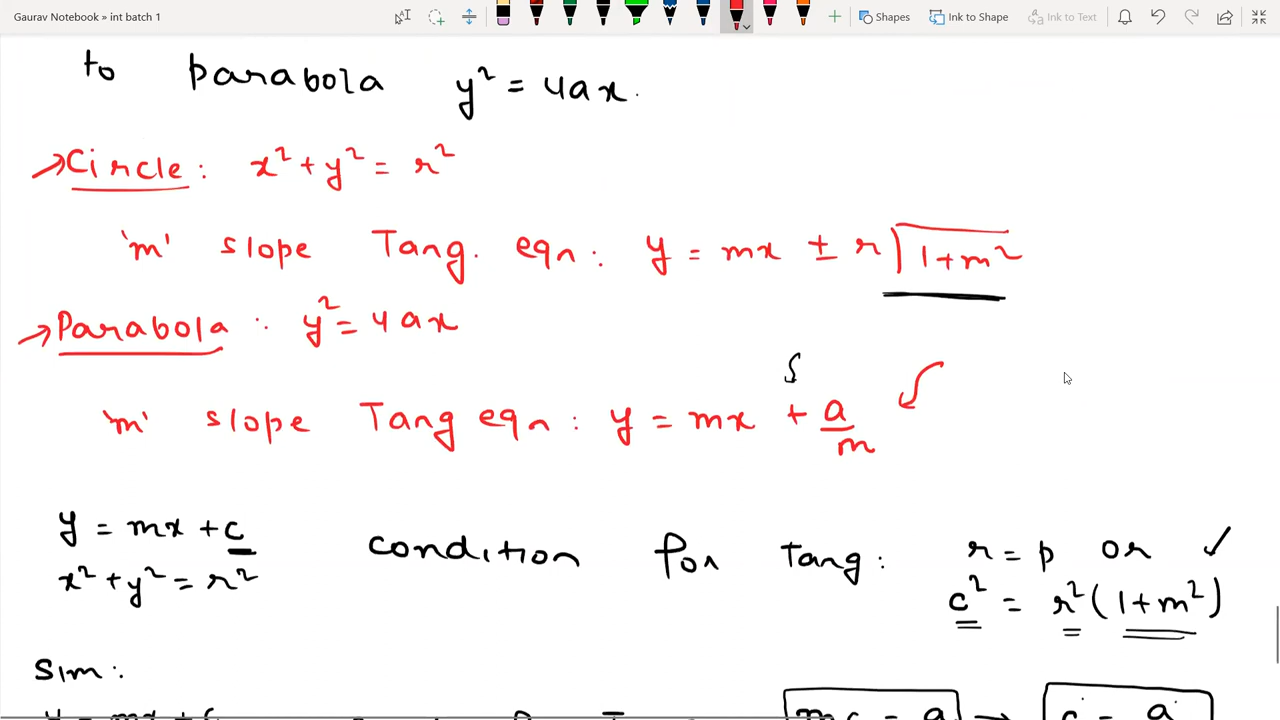 Gaurav Notebook » int batch 1
Shapes Ink to Shape Ink to Text
to parabola y² = 4ax.
→ Circle: x² + y² = r²
'm' slope Tang. eqn: y = mx ± r√1+m²
→ Parabola: y² = 4ax
S
'm' slope Tang eqn: y = mx + a/m
y = mx + c condition for Tang: r = p or ✓
x² + y² = r² c² = r²(1+m²)
Sim:
y = mx + c mc = a → c = a